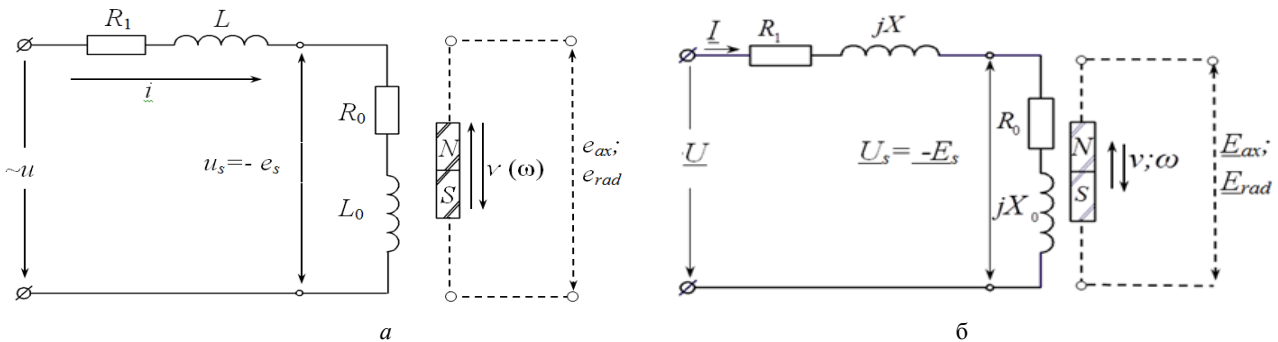 R1 L
i
~u
us=- es
R0
L0
N
S
v (ω)
eax;
erad
а
I R1 jX
U
Us= -Es
R0
jX0
N
S
v;ω
Eax;
Erad
б